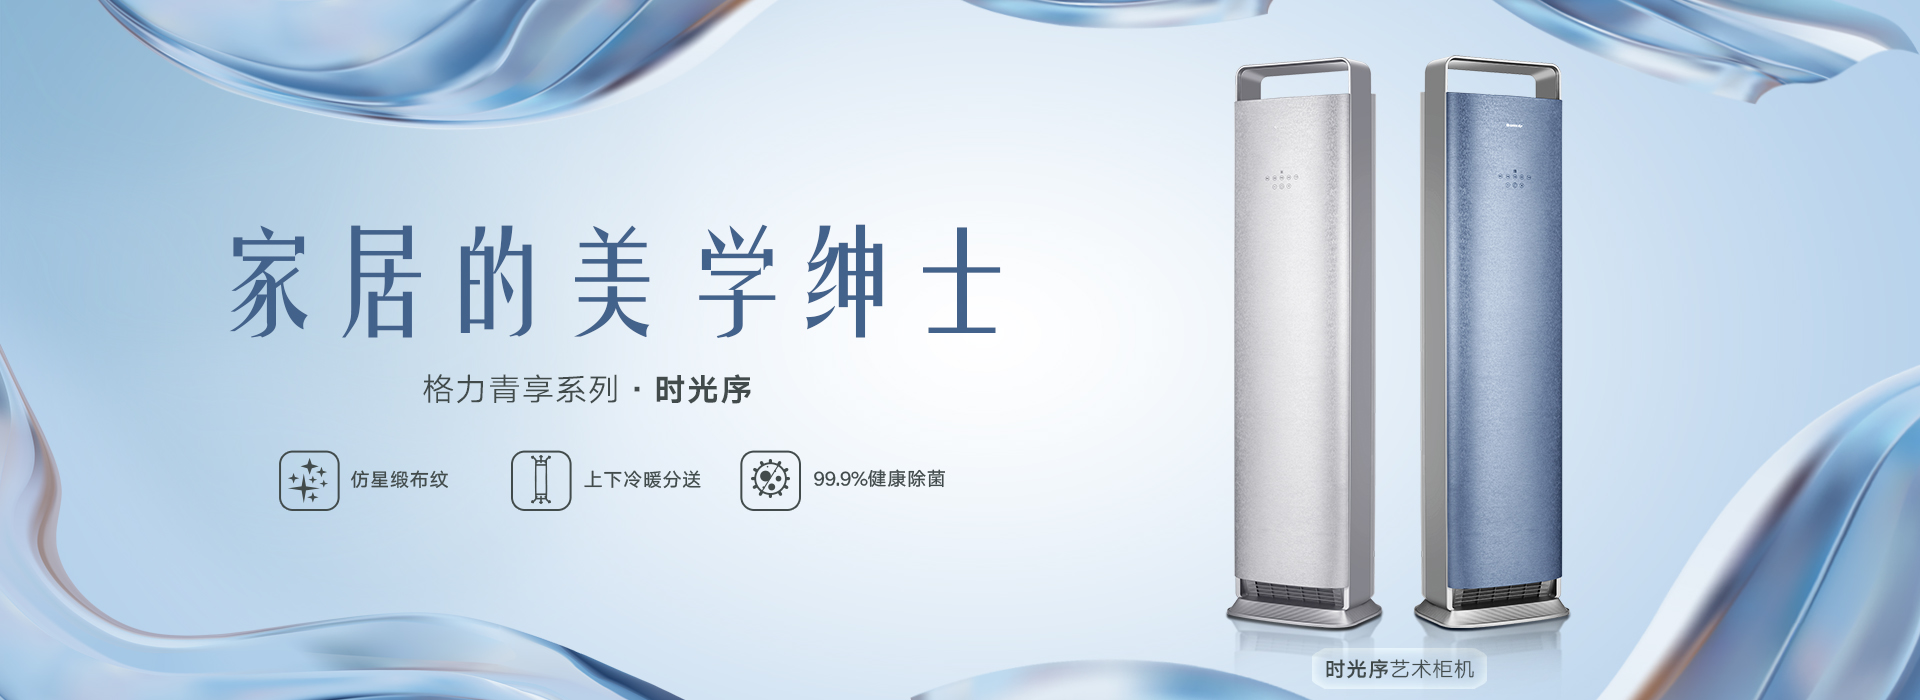 家居的美学绅士
格力青享系列·时光序
仿星缎布纹
上下冷暖分送
99.9%健康除菌
时光序艺术柜机